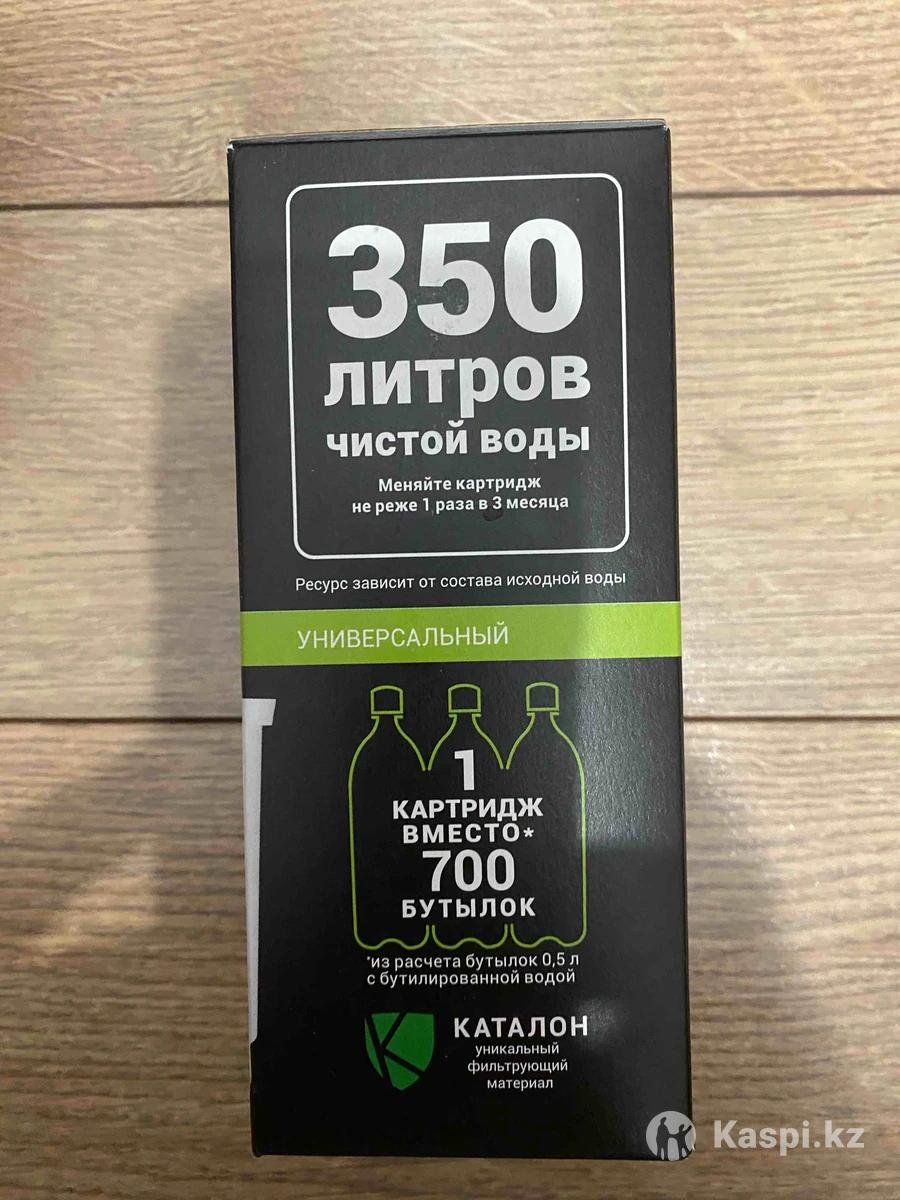 350
ЛИТРОВ
ЧИСТОЙ ВОДЫ
Меняйте картридж
не реже 1 раза в 3 месяца
Ресурс зависит от состава исходной воды
УНИВЕРСАЛЬНЫЙ
1
КАРТРИДЖ
ВМЕСТО*
700
БУТЫЛОК
*из расчета бутылок 0,5 л
с бутилированной водой
КАТАЛОН
уникальный
фильтрующий
материал
Kaspi.kz